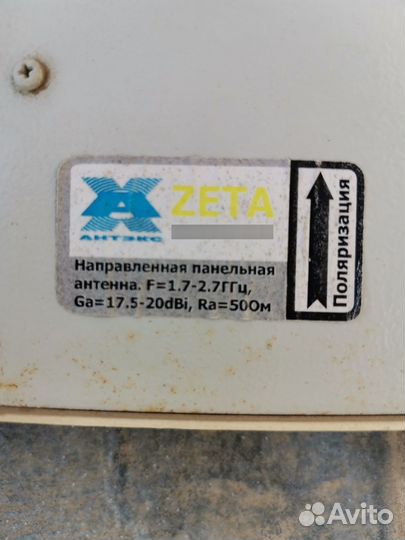 ZETA
АНТЭКС
Направленная панельная
антенна. F=1.7-2.7ГГц,
Ga=17.5-20dBi, Ra=50Ом
Поляризация
Avito